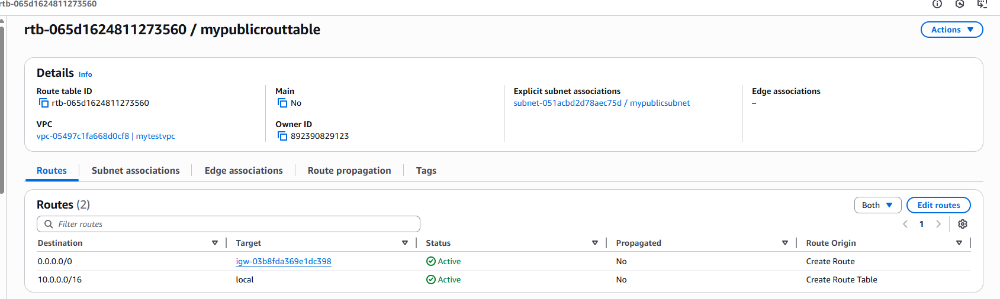 rtb-065d1624811273560
rtb-065d1624811273560 / mypublicrouttable
Actions
Details Info
Route table ID
rtb-065d1624811273560
Main
No
Explicit subnet associations
subnet-051acbd2d78aec75d / mypublicsubnet
Edge associations
–
VPC
vpc-05497c1fa668d0cf8 | mytestvpc
Owner ID
892390829123
Routes Subnet associations Edge associations Route propagation Tags
Routes (2)
Both Edit routes
Filter routes
1
Destination Target Status Propagated Route Origin
0.0.0.0/0 igw-03b8fda369e1dc398 Active No Create Route
10.0.0.0/16 local Active No Create Route Table